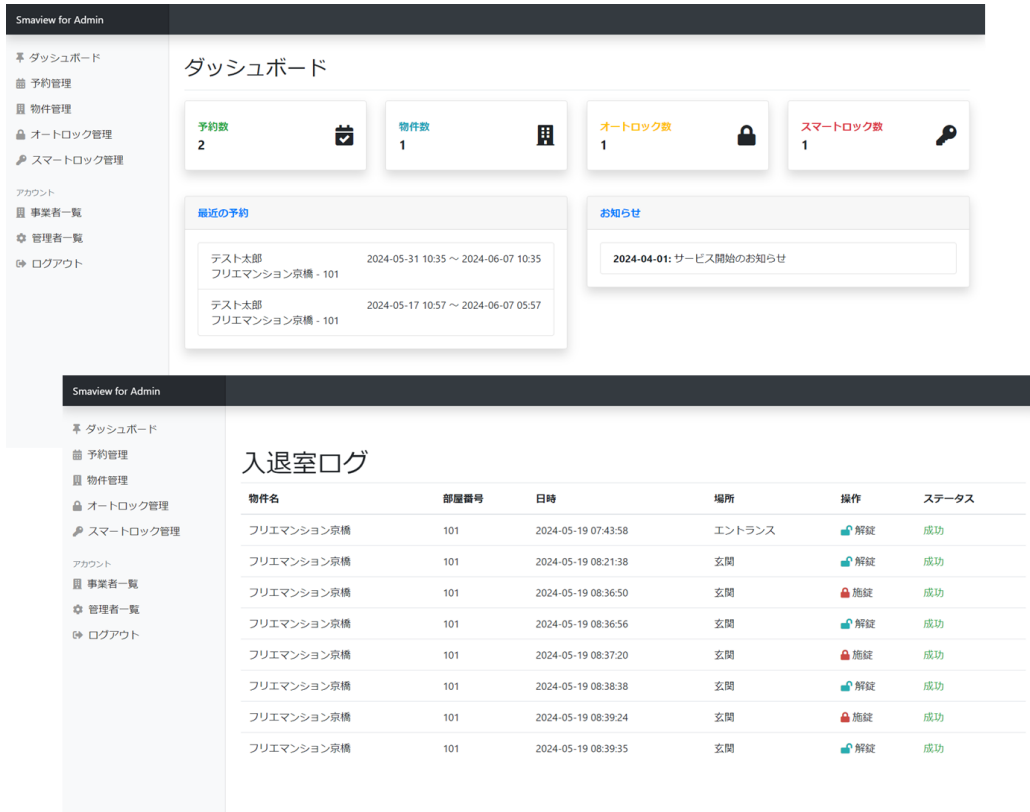 Smaview for Admin
ダッシュボード
予約管理
物件管理
オートロック管理
スマートロック管理
アカウント
事業者一覧
管理者一覧
ログアウト
ダッシュボード
予約数
2
物件数
1
オートロック数
1
スマートロック数
1
最近の予約
テスト太郎 2024-05-31 10:35 ～ 2024-06-07 10:35
フリエマンション京橋 - 101
テスト太郎 2024-05-17 10:57 ～ 2024-06-07 05:57
フリエマンション京橋 - 101
お知らせ
2024-04-01: サービス開始のお知らせ
Smaview for Admin
ダッシュボード
予約管理
物件管理
オートロック管理
スマートロック管理
アカウント
事業者一覧
管理者一覧
ログアウト
入退室ログ
物件名 部屋番号 日時 場所 操作 ステータス
フリエマンション京橋 101 2024-05-19 07:43:58 エントランス 解錠 成功
フリエマンション京橋 101 2024-05-19 08:21:38 玄関 解錠 成功
フリエマンション京橋 101 2024-05-19 08:36:50 玄関 施錠 成功
フリエマンション京橋 101 2024-05-19 08:36:56 玄関 解錠 成功
フリエマンション京橋 101 2024-05-19 08:37:20 玄関 施錠 成功
フリエマンション京橋 101 2024-05-19 08:38:38 玄関 解錠 成功
フリエマンション京橋 101 2024-05-19 08:39:24 玄関 施錠 成功
フリエマンション京橋 101 2024-05-19 08:39:35 玄関 解錠 成功